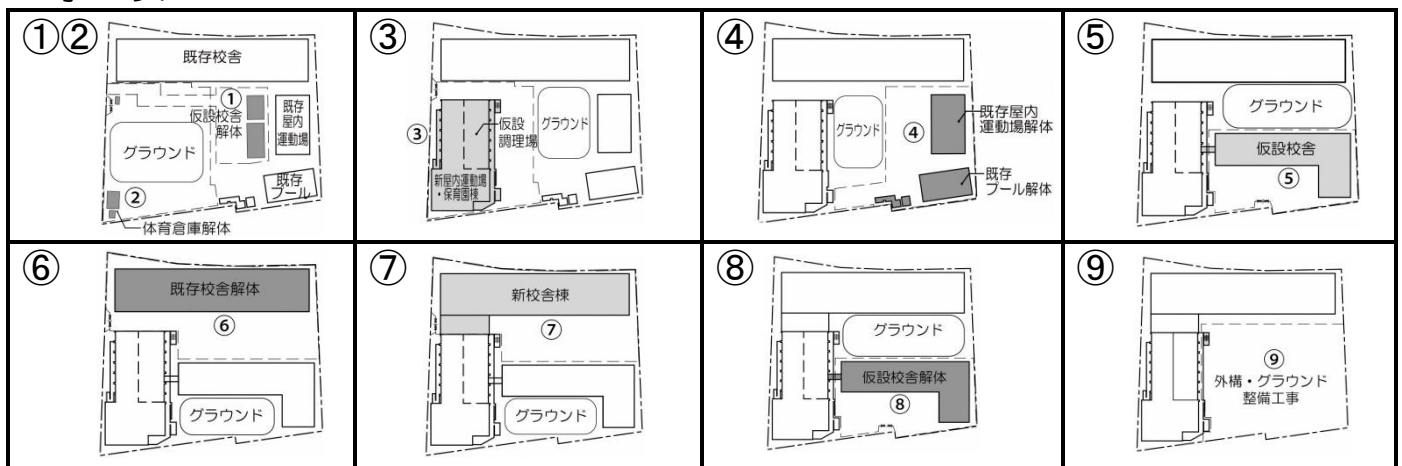 ①②
既存校舎
①
仮設校舎
解体
既存
屋内
運動場
グラウンド
②
既存
プール
体育倉庫解体
③
③
仮設
調理場
グラウンド
新屋内運動場
・保育園棟
④
グラウンド
④
既存屋内
運動場解体
既存
プール解体
⑤
グラウンド
仮設校舎
⑤
⑥
既存校舎解体
⑥
グラウンド
⑦
新校舎棟
⑦
グラウンド
⑧
グラウンド
仮設校舎解体
⑧
⑨
⑨
外構・グラウンド
整備工事